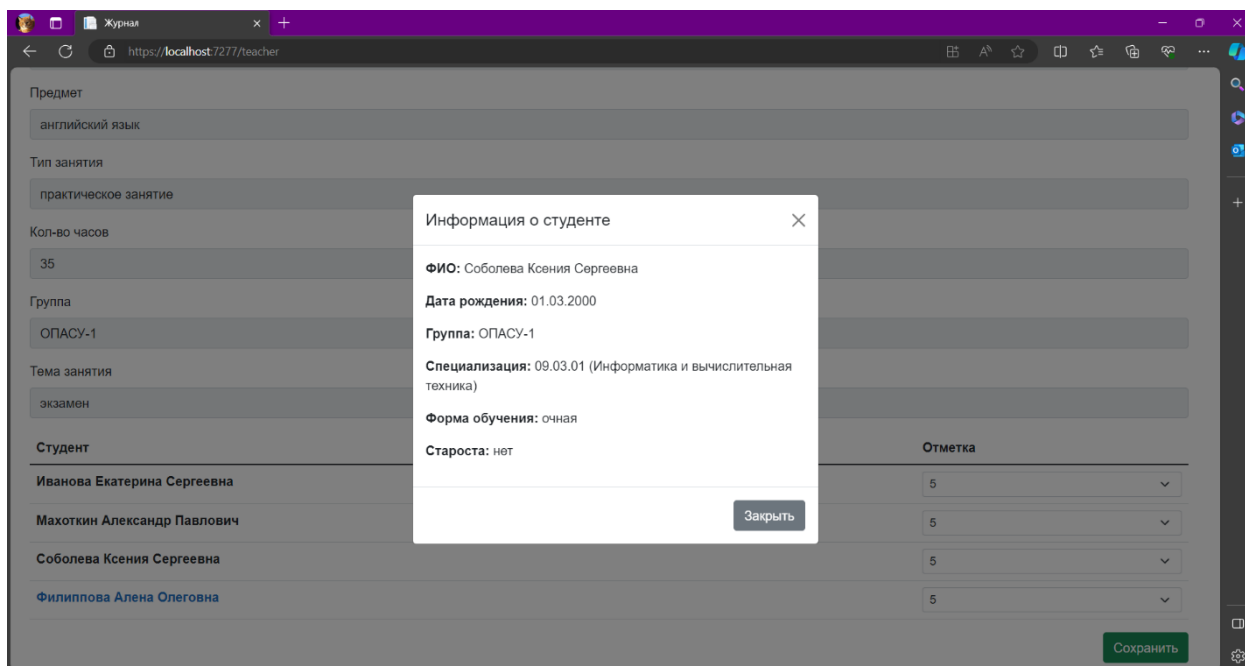 Журнал
https://localhost:7277/teacher
Предмет
английский язык
Тип занятия
практическое занятие
Кол-во часов
35
Группа
ОПАСУ-1
Тема занятия
экзамен
Информация о студенте
ФИО: Соболева Ксения Сергеевна
Дата рождения: 01.03.2000
Группа: ОПАСУ-1
Специализация: 09.03.01 (Информатика и вычислительная
техника)
Форма обучения: очная
Староста: нет
Закрыть
Студент Отметка
Иванова Екатерина Сергеевна 5
Махоткин Александр Павлович 5
Соболева Ксения Сергеевна 5
Филиппова Алена Олеговна 5
Сохранить